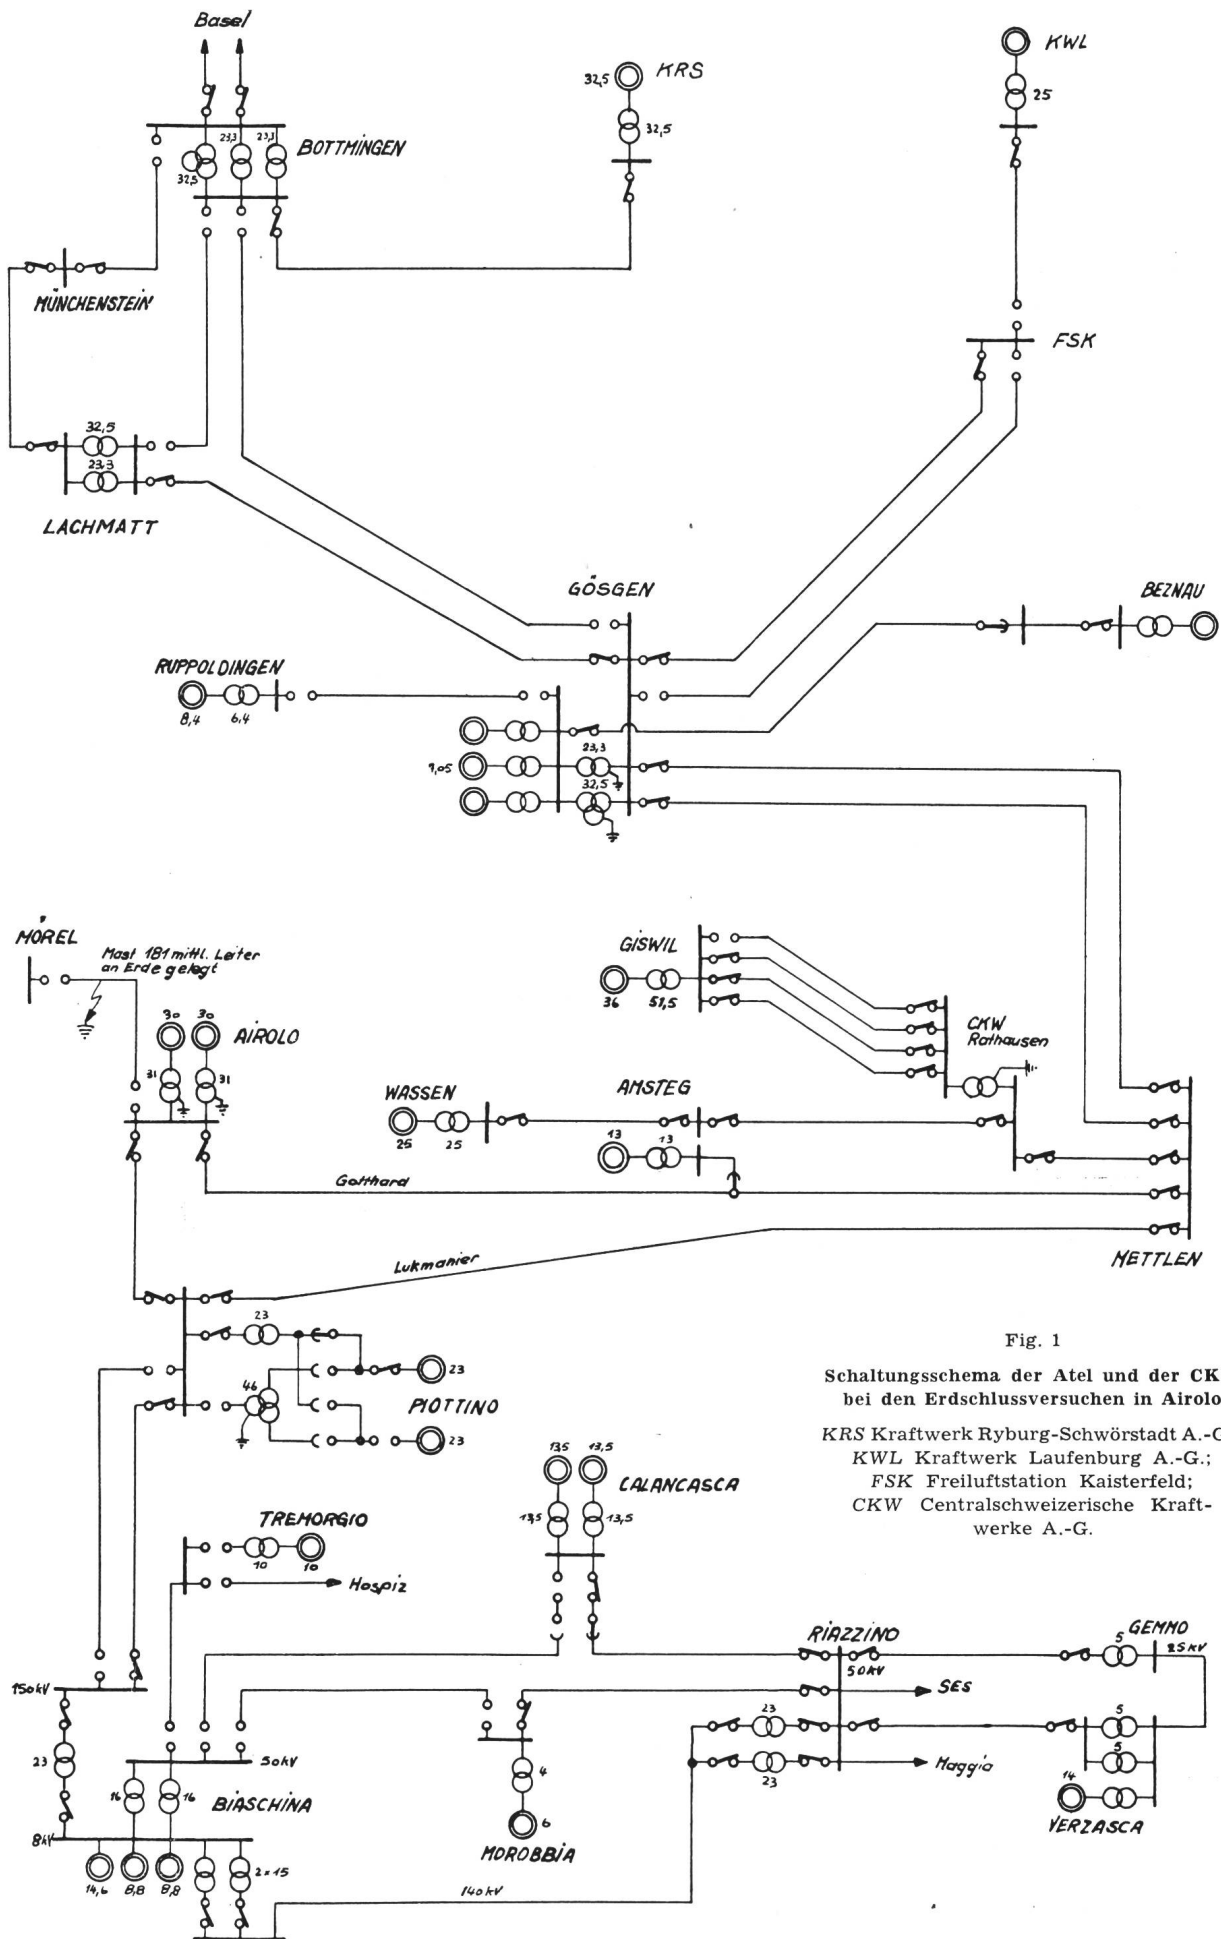 Basel
KRS
32,5
32,5
KWL
25
23,3
23,3
BOTTMINGEN
32,5
MÜNCHENSTEIN
FSK
32,5
23,3
LACHMATT
GÖSGEN
BEZNAU
RUPPOLDINGEN
8,4
6,4
23,3
32,5
MÖREL
Mast 181 mittl. Leiter
an Erde gelegt
30
30
AIROLO
31
31
GISWIL
36
51,5
CKW
Rathausen
WASSEN
25
25
AMSTEG
13
13
Gotthard
Lukmanier
METTLEN
23
23
46
PIOTTINO
23
Fig. 1
Schaltungsschema der Atel und der CK
bei den Erdschlussversuchen in Airolo
KRS Kraftwerk Ryburg-Schwörstadt A.-G
KWL Kraftwerk Laufenburg A.-G.;
FSK Freiluftstation Kaisterfeld;
CKW Centralschweizerische Kraft-
werke A.-G.
13,5
13,5
CALANCASCA
13,5
13,5
TREMORGIO
10
10
Hospiz
RIAZZINO
50kV
GEMMO
5
25kV
SES
150kV
23
50kV
16
16
BIASCHINA
8kV
14,6
8,8
8,8
2×15
140kV
4
6
MOROBBIA
23
23
Maggia
5
5
14
VERZASCA